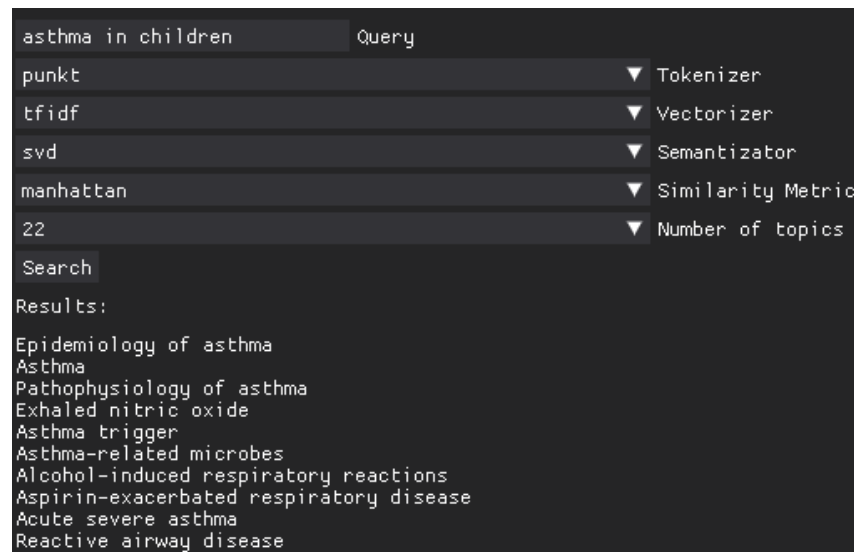 asthma in children Query
punkt Tokenizer
tfidf Vectorizer
svd Semantizator
manhattan Similarity Metric
22 Number of topics
Search
Results:
Epidemiology of asthma
Asthma
Pathophysiology of asthma
Exhaled nitric oxide
Asthma trigger
Asthma-related microbes
Alcohol-induced respiratory reactions
Aspirin-exacerbated respiratory disease
Acute severe asthma
Reactive airway disease